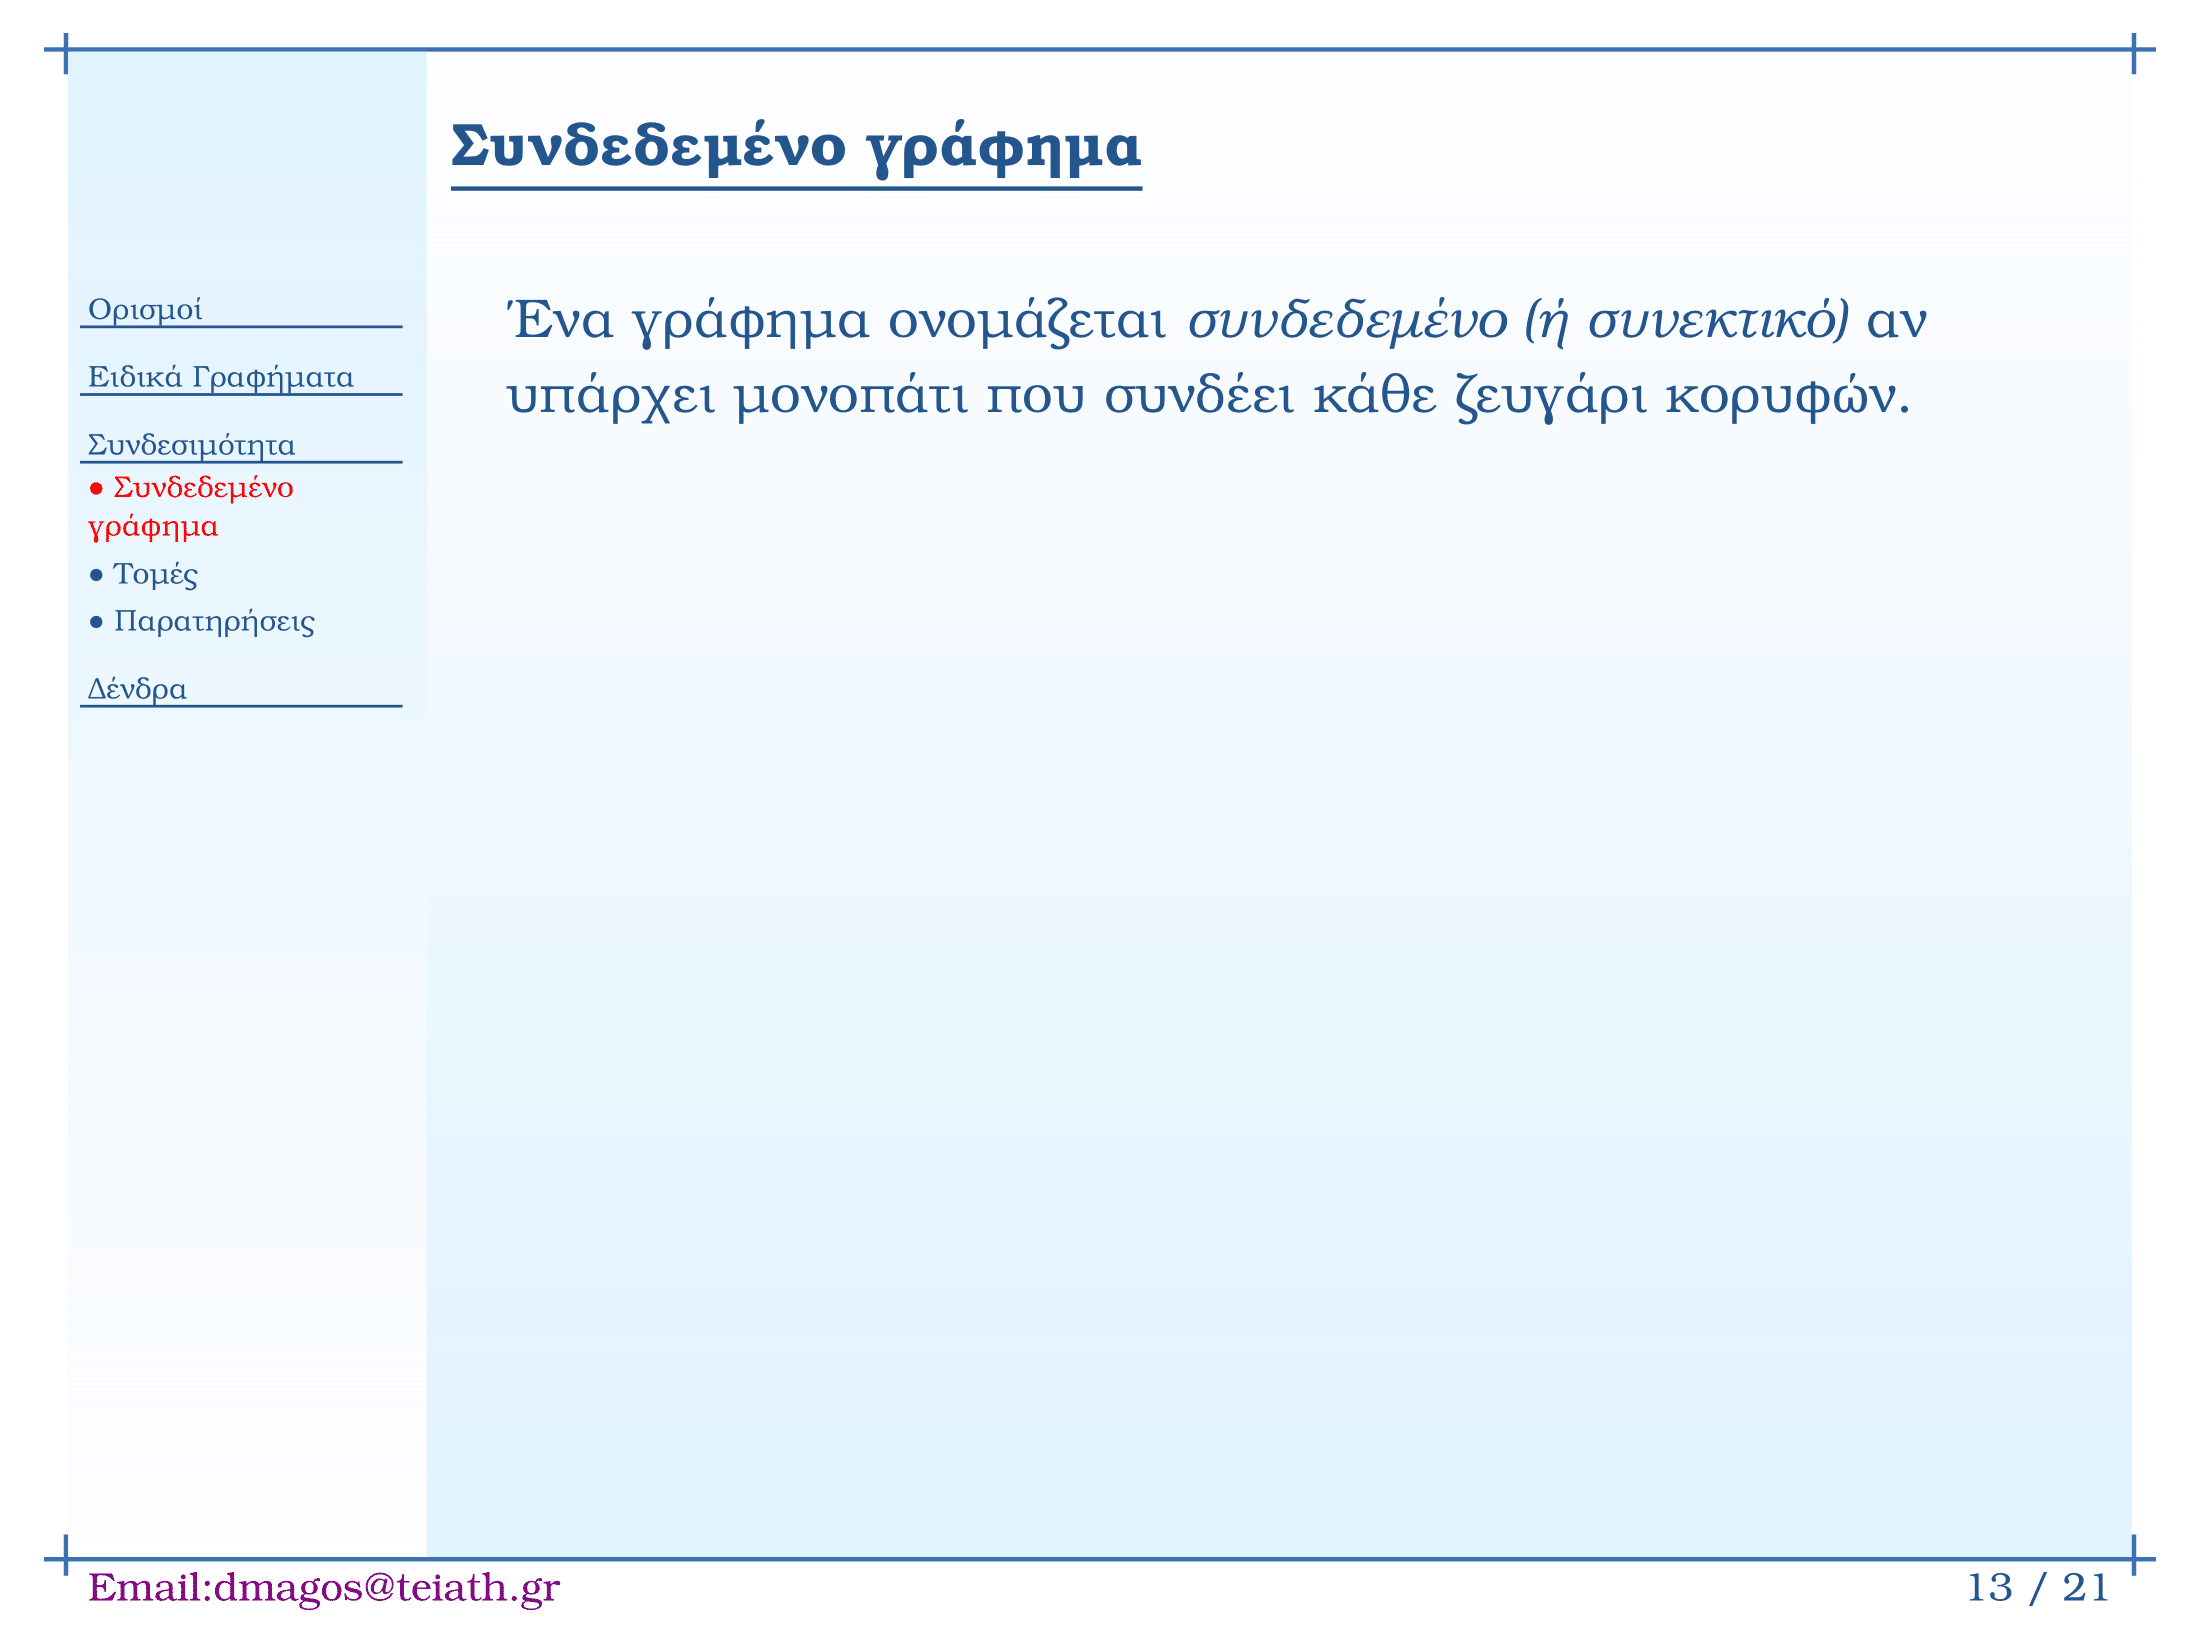 Συνδεδεμένο γράφημα
Ορισμοί
Ειδικά Γραφήματα
Συνδεσιμότητα
● Συνδεδεμένο
γράφημα
● Τομές
● Παρατηρήσεις
Δένδρα
Ένα γράφημα ονομάζεται συνδεδεμένο (ή συνεκτικό) αν
υπάρχει μονοπάτι που συνδέει κάθε ζευγάρι κορυφών.
Email:dmagos@teiath.gr
13 / 21